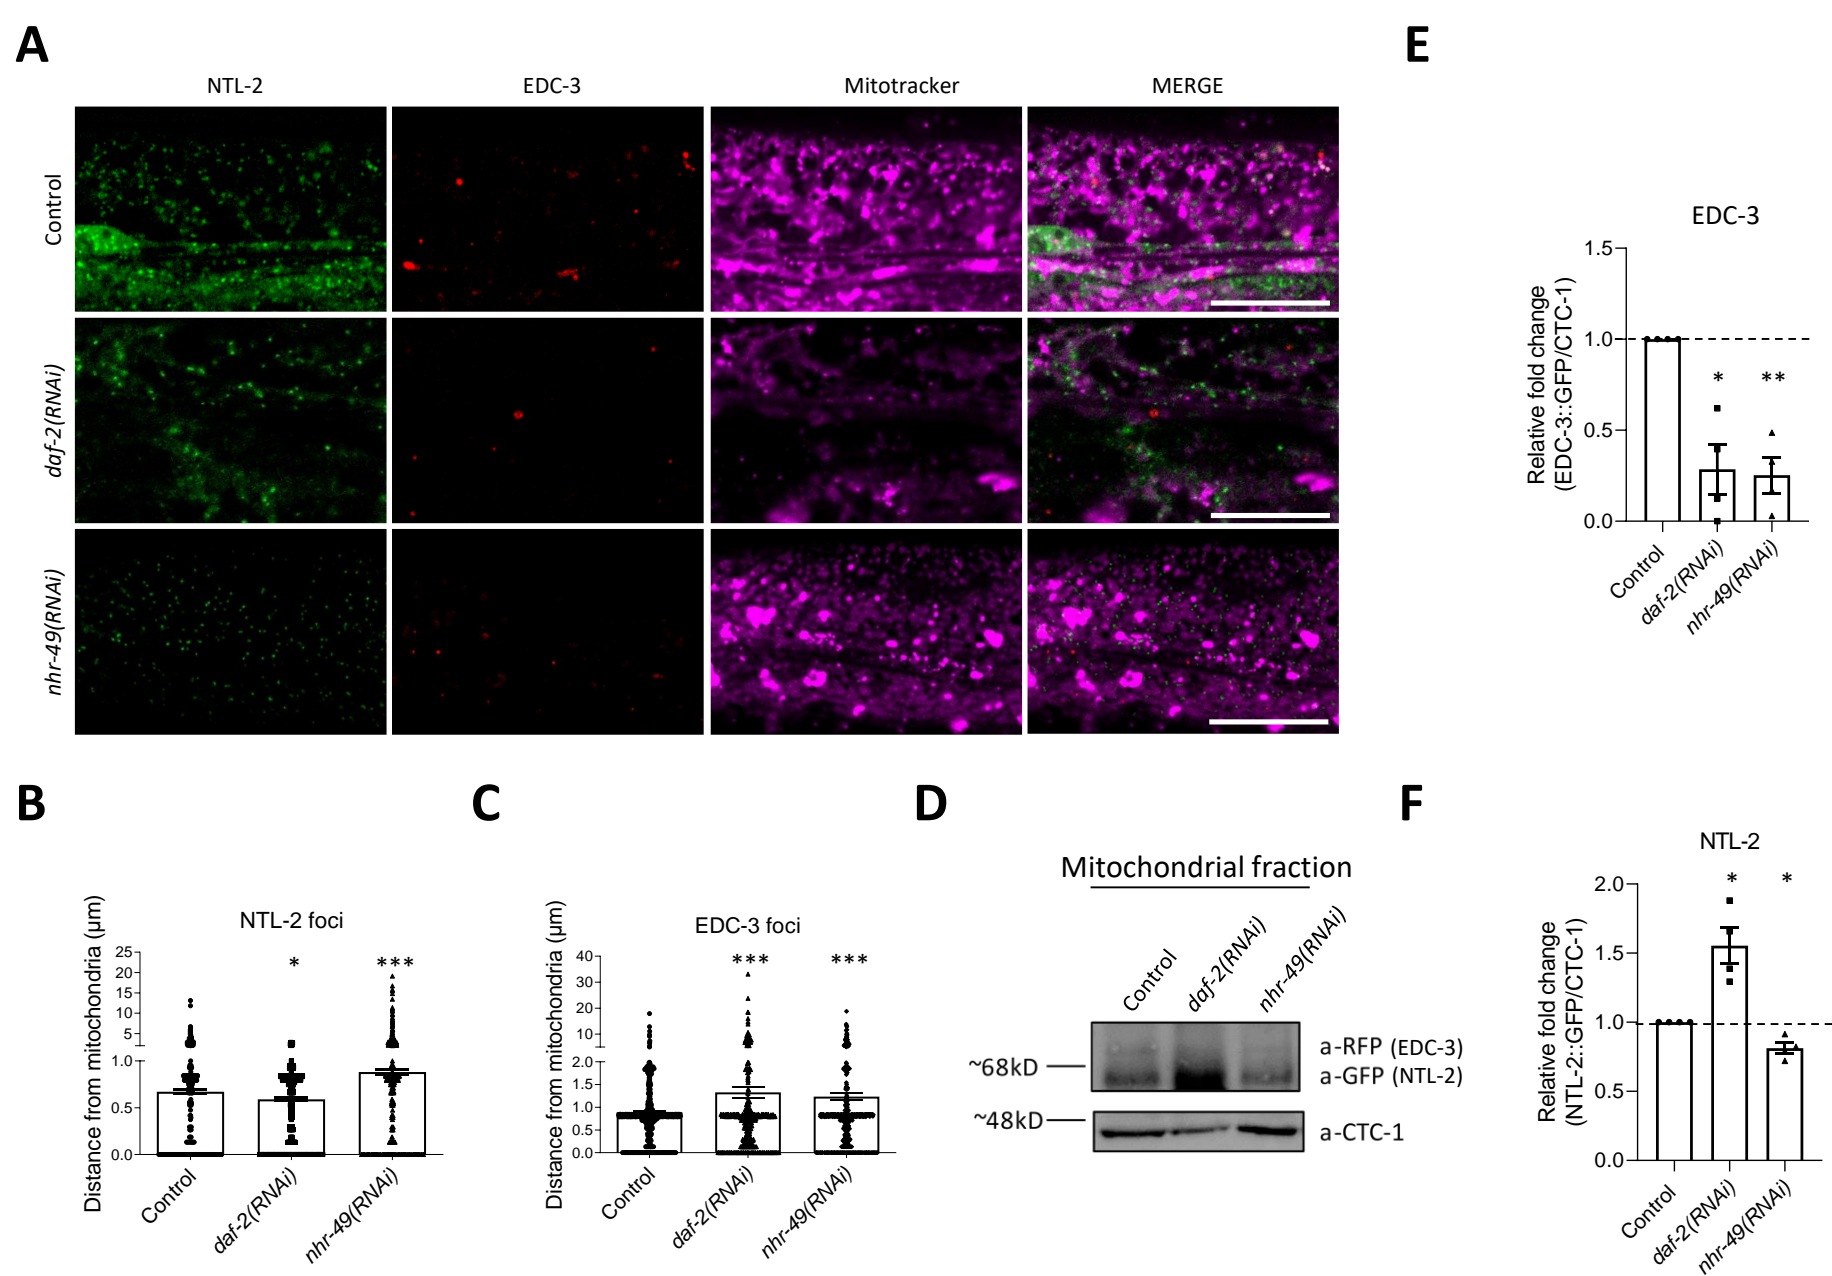 A
NTL-2
EDC-3
Mitotracker
MERGE
Control
daf-2(RNAi)
nhr-49(RNAi)
E
EDC-3
Relative fold change
(EDC-3::GFP/CTC-1)
1.5
1.0
0.5
0.0
*
**
Control
daf-2(RNAi)
nhr-49(RNAi)
B
NTL-2 foci
Distance from mitochondria (µm)
25
20
15
10
5
1.0
0.5
0.0
*
***
Control
daf-2(RNAi)
nhr-49(RNAi)
C
EDC-3 foci
Distance from mitochondria (µm)
40
30
20
10
2.0
1.5
1.0
0.5
0.0
***
***
Control
daf-2(RNAi)
nhr-49(RNAi)
D
Mitochondrial fraction
Control
daf-2(RNAi)
nhr-49(RNAi)
~68kD
~48kD
a-RFP (EDC-3)
a-GFP (NTL-2)
a-CTC-1
F
NTL-2
Relative fold change
(NTL-2::GFP/CTC-1)
2.0
1.5
1.0
0.5
0.0
*
*
Control
daf-2(RNAi)
nhr-49(RNAi)